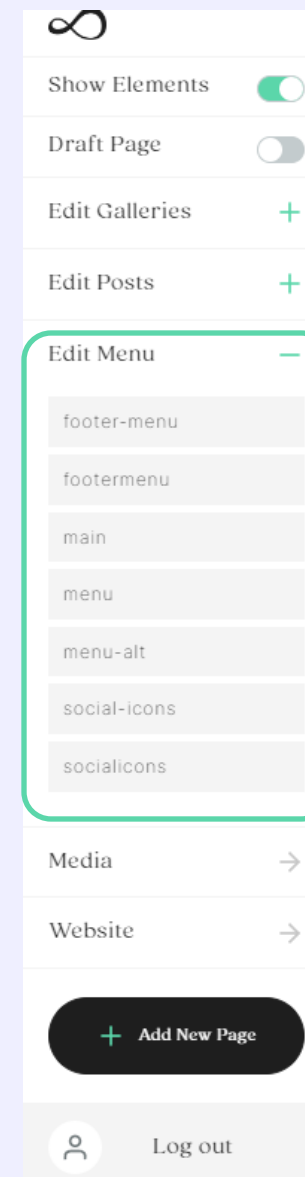 Show Elements
Draft Page
Edit Galleries
Edit Posts
Edit Menu
footer-menu
footermenu
main
menu
menu-alt
social-icons
socialicons
Media
Website
Add New Page
Log out